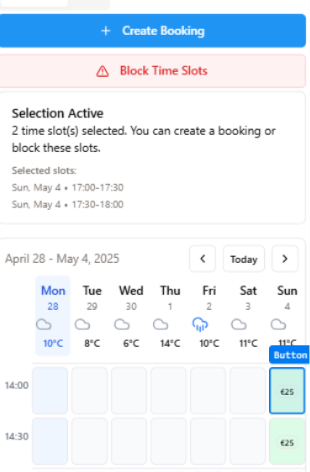 + Create Booking
Block Time Slots
Selection Active
2 time slot(s) selected. You can create a booking or
block these slots.
Selected slots:
Sun, May 4 • 17:00-17:30
Sun, May 4 • 17:30-18:00
April 28 - May 4, 2025
< Today >
Mon Tue Wed Thu Fri Sat Sun
28 29 30 1 2 3 4
10°C 8°C 6°C 14°C 10°C 11°C 11°C
Button
14:00 €25
14:30 €25